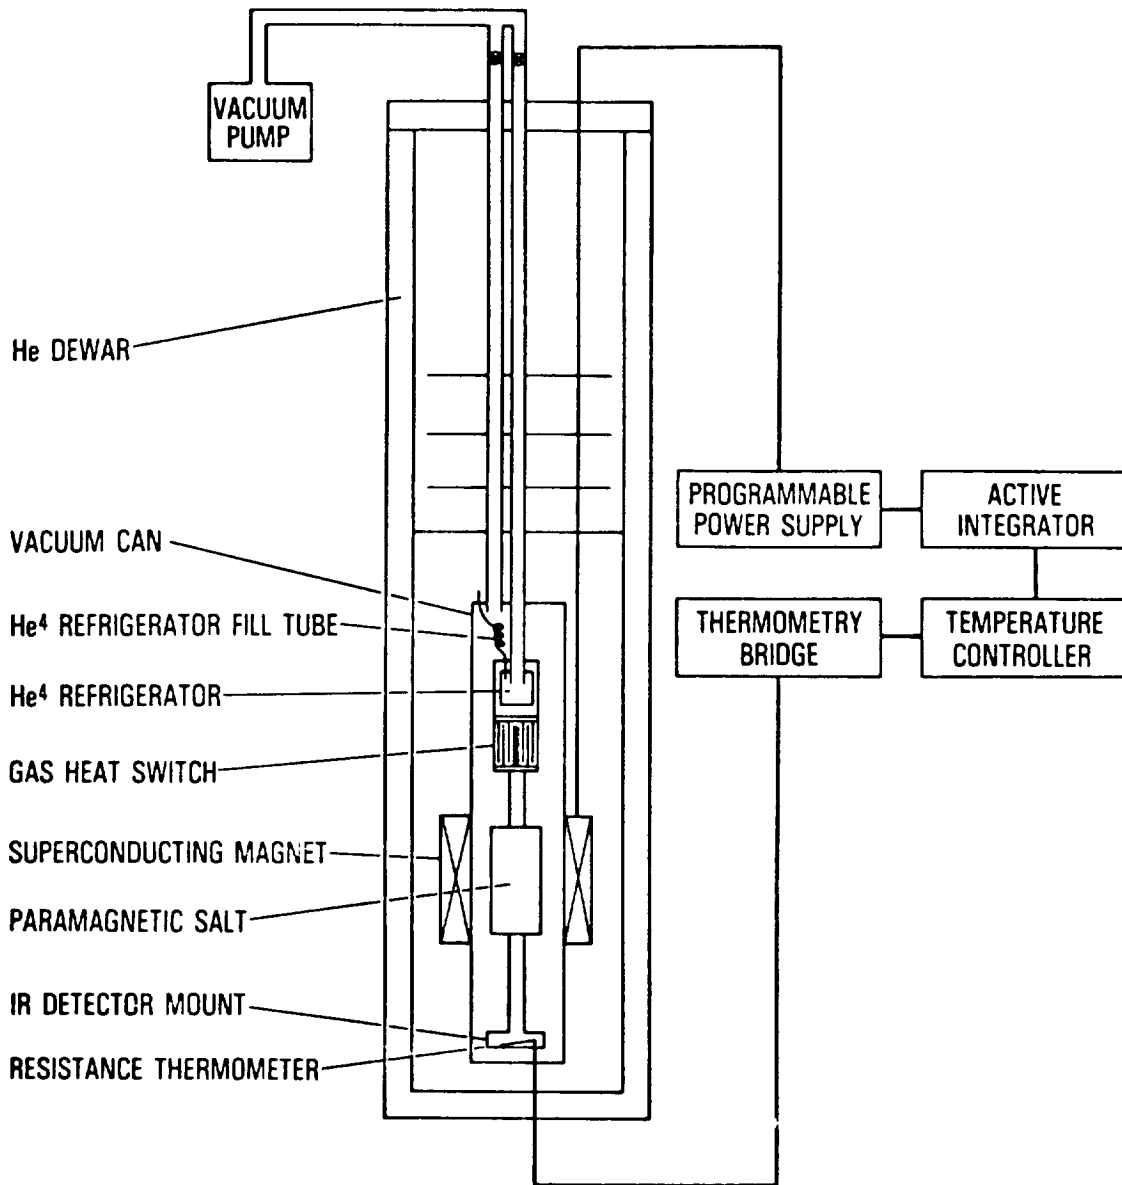 VACUUM
PUMP
He DEWAR
VACUUM CAN
He⁴ REFRIGERATOR FILL TUBE
He⁴ REFRIGERATOR
GAS HEAT SWITCH
SUPERCONDUCTING MAGNET
PARAMAGNETIC SALT
IR DETECTOR MOUNT
RESISTANCE THERMOMETER
PROGRAMMABLE
POWER SUPPLY
ACTIVE
INTEGRATOR
THERMOMETRY
BRIDGE
TEMPERATURE
CONTROLLER